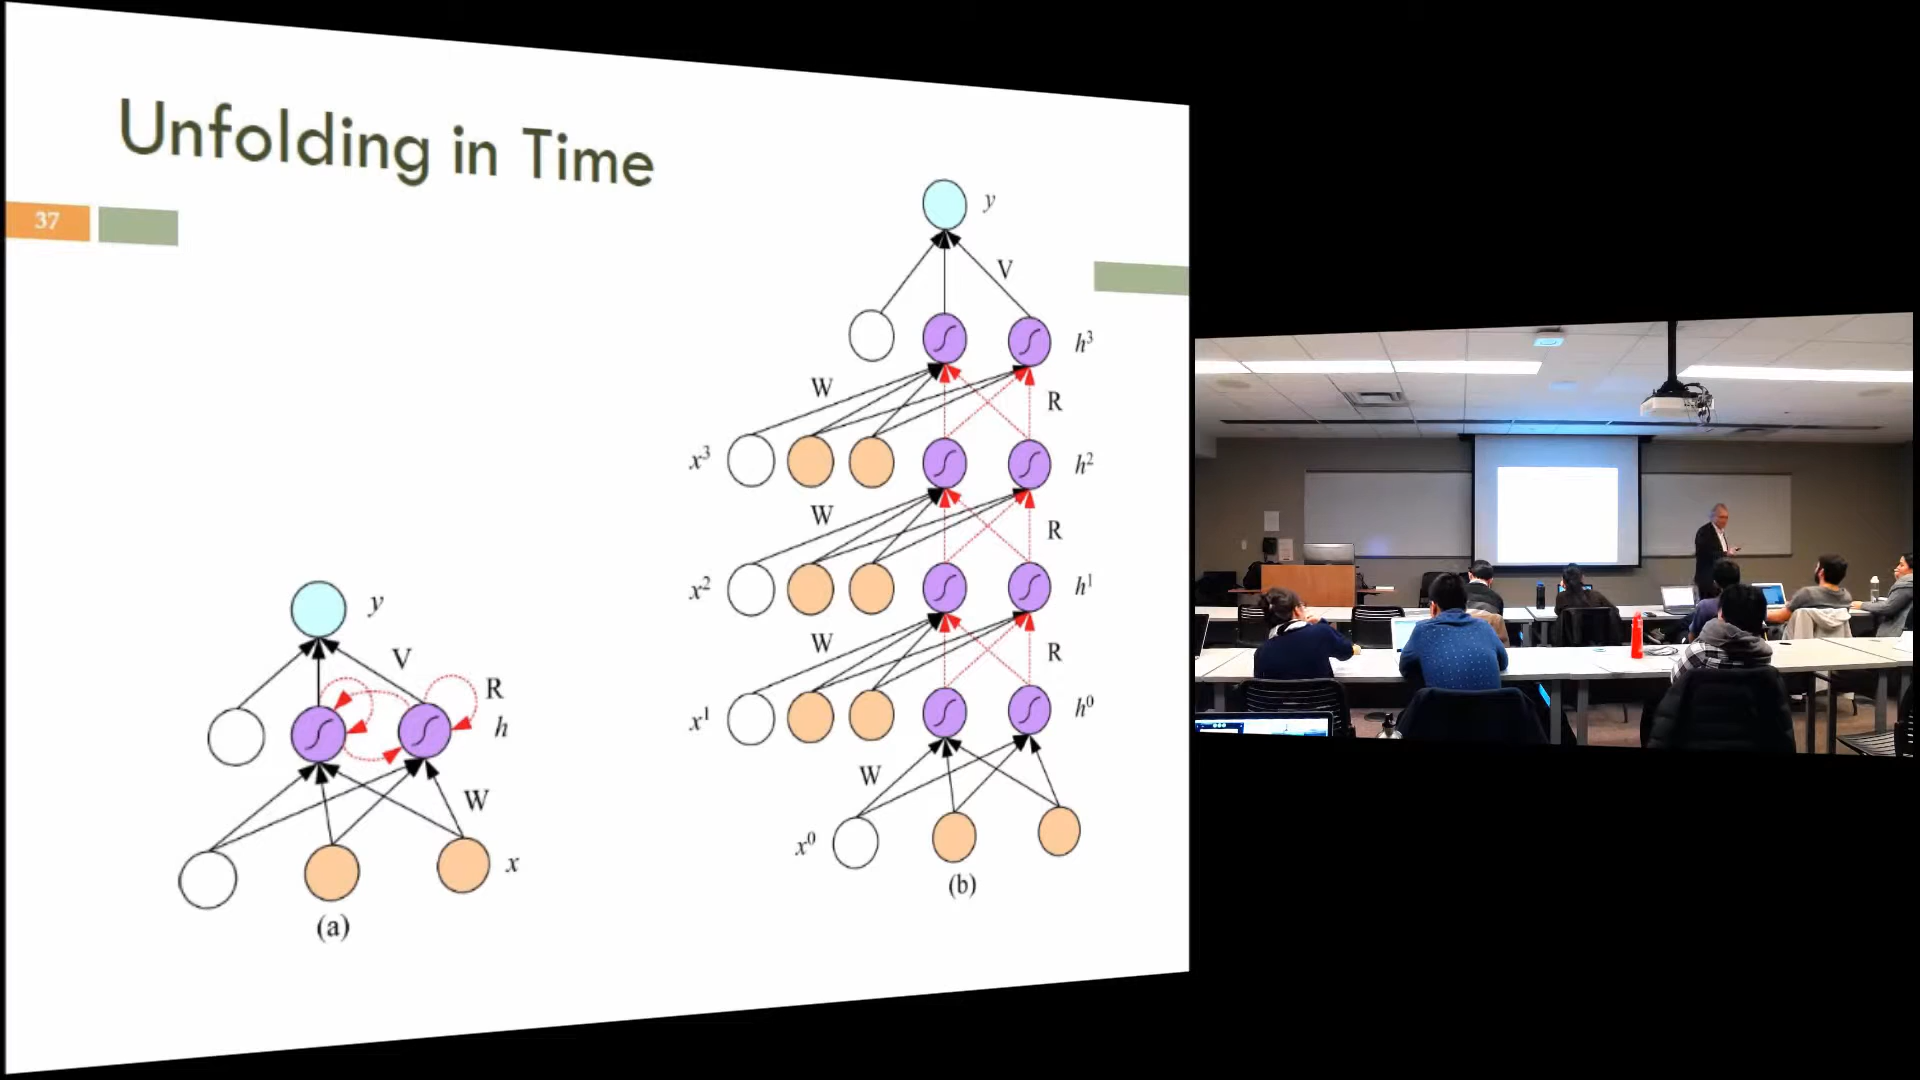 Unfolding in Time
37
y
V
h³
W
R
x³
h²
W
R
x²
h¹
W
R
x¹
h⁰
W
x⁰
(b)
y
V
R
h
W
x
(a)